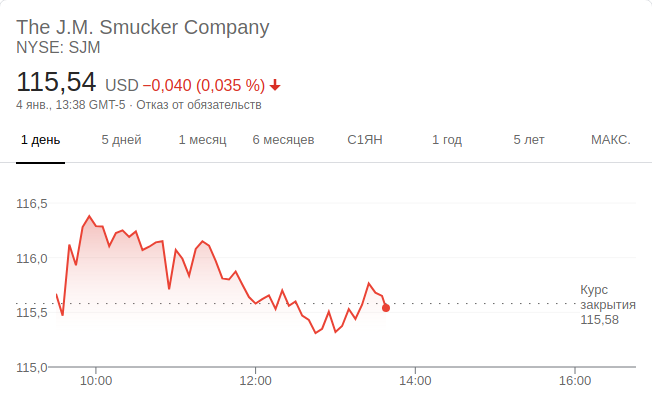 The J.M. Smucker Company
NYSE: SJM
115,54 USD −0,040 (0,035 %)
4 янв., 13:38 GMT-5 · Отказ от обязательств
1 день 5 дней 1 месяц 6 месяцев С1ЯН 1 год 5 лет МАКС.
116,5
116,0
115,5
115,0
Курс
закрытия
115,58
10:00 12:00 14:00 16:00